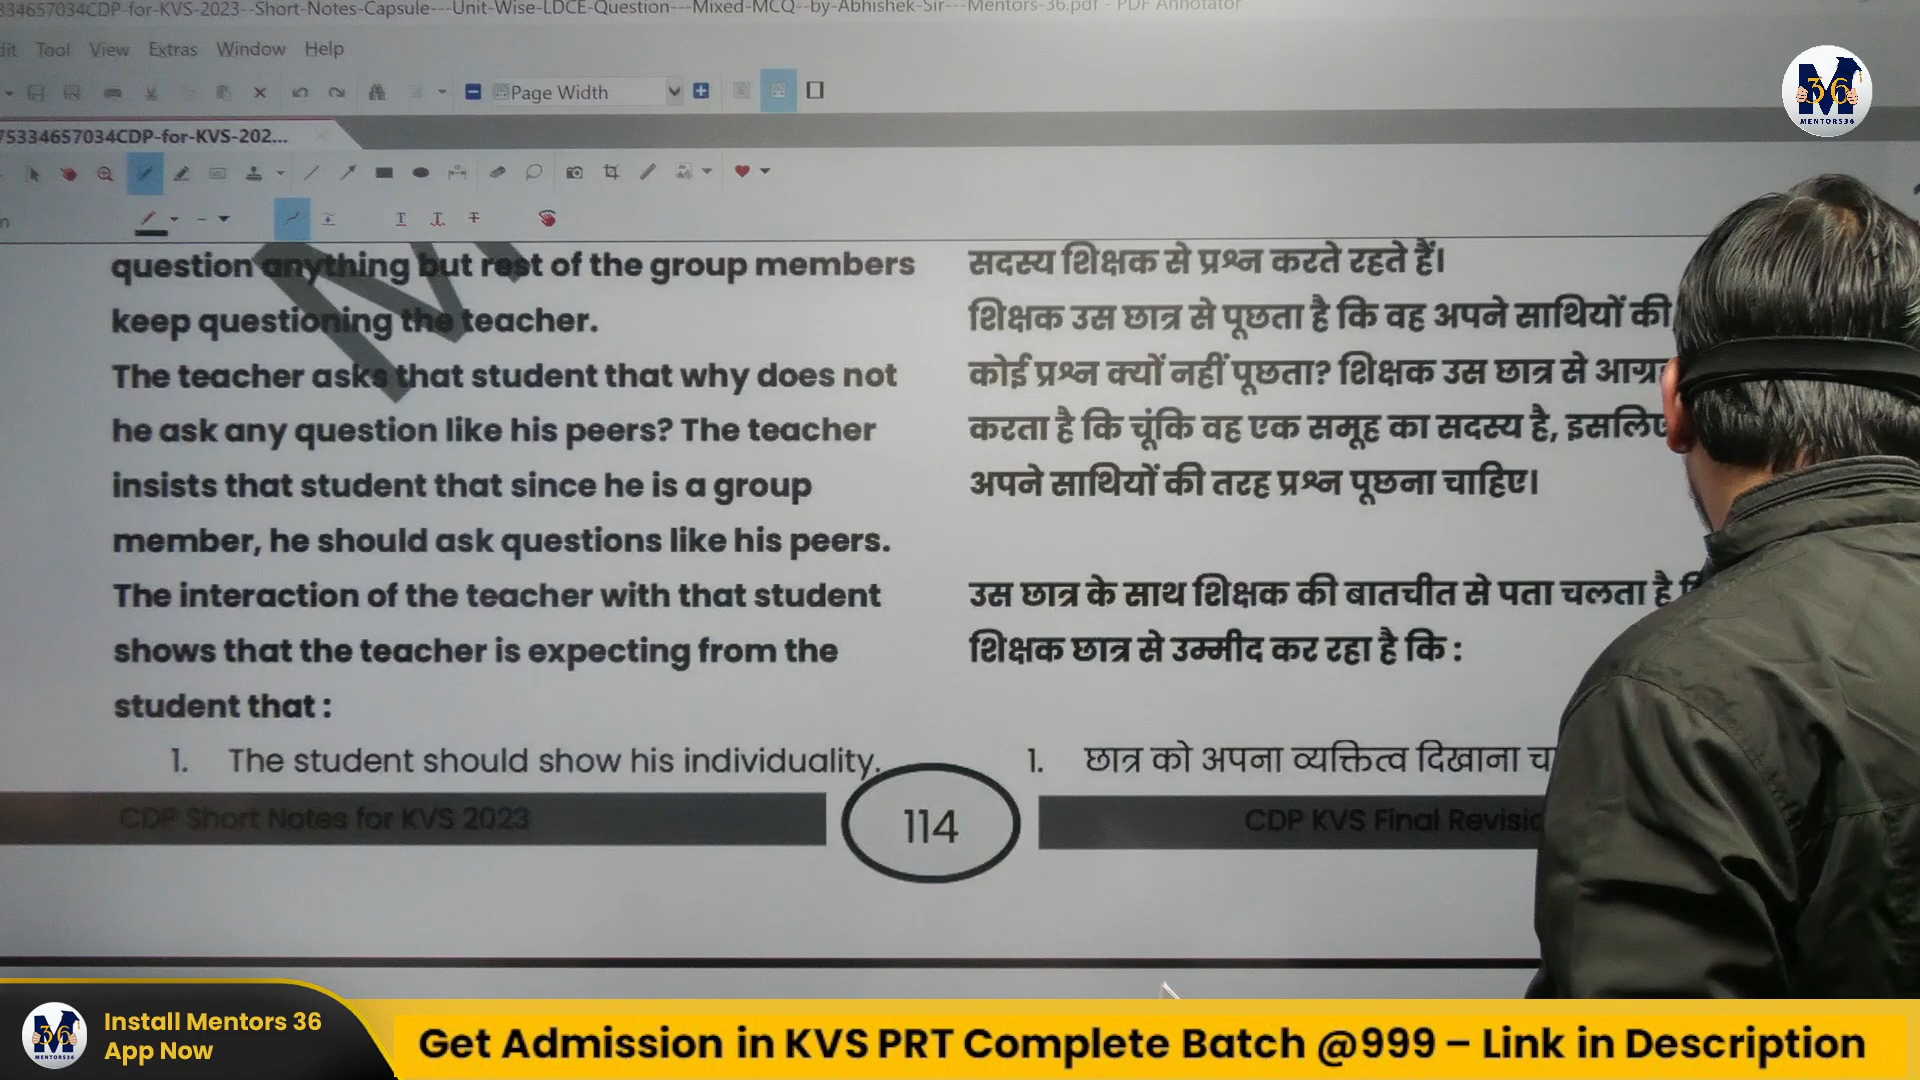 334657034CDP-for-KVS-2023--Short-Notes-Capsule---Unit-Wise-LDCE-Question---Mixed-MCQ--by-Abhishek-Sir---Mentors-36.pdf - PDF Annotator
dit Tool View Extras Window Help
Page Width
75334657034CDP-for-KVS-202...
36
MENTORS36
question anything but rest of the group members
keep questioning the teacher.
The teacher asks that student that why does not
he ask any question like his peers? The teacher
insists that student that since he is a group
member, he should ask questions like his peers.
The interaction of the teacher with that student
shows that the teacher is expecting from the
student that :
1. The student should show his individuality.
सदस्य शिक्षक से प्रश्न करते रहते हैं।
शिक्षक उस छात्र से पूछता है कि वह अपने साथियों की
कोई प्रश्न क्यों नहीं पूछता? शिक्षक उस छात्र से
करता है कि चूंकि वह एक समूह का सदस्य है,
अपने साथियों की तरह प्रश्न पूछना चाहिए।
उस छात्र के साथ शिक्षक की बातचीत से पता चलता है
शिक्षक छात्र से उम्मीद कर रहा है कि :
1. छात्र को अपना व्यक्तित्व दिखाना
CDP Short Notes for KVS 2023
114
CDP KVS Final
36
MENTORS36
Install Mentors 36
App Now
Get Admission in KVS PRT Complete Batch @999 – Link in Description